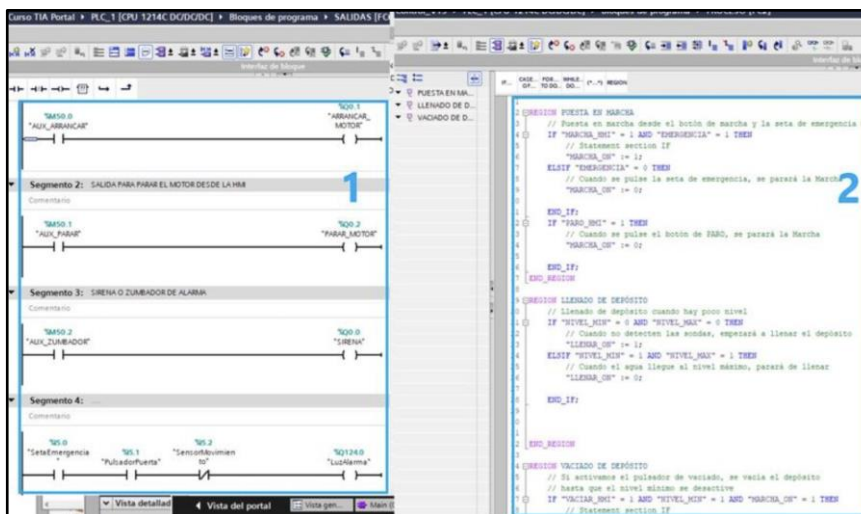 Curso TIA Portal ▸ PLC_1 [CPU 1214C DC/DC/DC] ▸ Bloques de programa ▸ SALIDAS [FC
Interfaz de bloque
%M50.0
"AUX_ARRANCAR"
%Q0.1
"ARRANCAR_
MOTOR"
1
Segmento 2: SALIDA PARA PARAR EL MOTOR DESDE LA HMI
Comentario
%M50.1
"AUX_PARAR"
%Q0.2
"PARAR_MOTOR"
Segmento 3: SIRENA O ZUMBADOR DE ALARMA
Comentario
%M50.2
"AUX_ZUMBADOR"
%Q0.0
"SIRENA"
Segmento 4: ...
Comentario
%I5.0
"SetaEmergencia
"
%I5.1
"PulsadorPuerta"
%I5.2
"SensorMovimien
to"
%Q124.0
"LuzAlarma"
Vista detallad
Vista del portal
Vista gen...
Main (
PUESTA EN MA...
LLENADO DE D...
VACIADO DE D...
IF... CASE... OF... FOR... TO DO... WHILE... DO... (*...*) REGION
2
REGION PUESTA EN MARCHA
// Puesta en marcha desde el botón de marcha y la seta de emergencia
IF "MARCHA_HMI" = 1 AND "EMERGENCIA" = 1 THEN
// Statement section IF
"MARCHA_ON" := 1;
ELSIF "EMERGENCIA" = 0 THEN
// Cuando se pulse la seta de emergencia, se parará la Marcha
"MARCHA_ON" := 0;
END_IF;
IF "PARO_HMI" = 1 THEN
// Cuando se pulse el botón de PARO, se parará la Marcha
"MARCHA_ON" := 0;
END_IF;
END_REGION
REGION LLENADO DE DEPÓSITO
// Llenado de depósito cuando hay poco nivel
IF "NIVEL_MIN" = 0 AND "NIVEL_MAX" = 0 THEN
// Cuando no detecten las sondas, empezará a llenar el depósito
"LLENAR_ON" := 1;
ELSIF "NIVEL_MIN" = 1 AND "NIVEL_MAX" = 1 THEN
// Cuando el agua llegue al nivel máximo, parará de llenar
"LLENAR_ON" := 0;
END_IF;
END_REGION
REGION VACIADO DE DEPÓSITO
// Si activamos el pulsador de vaciado, se vacía el depósito
// hasta que el nivel mínimo se desactive
IF "VACIAR_HMI" = 1 AND "NIVEL_MIN" = 1 AND "MARCHA_ON" = 1 THEN
// Statement section IF